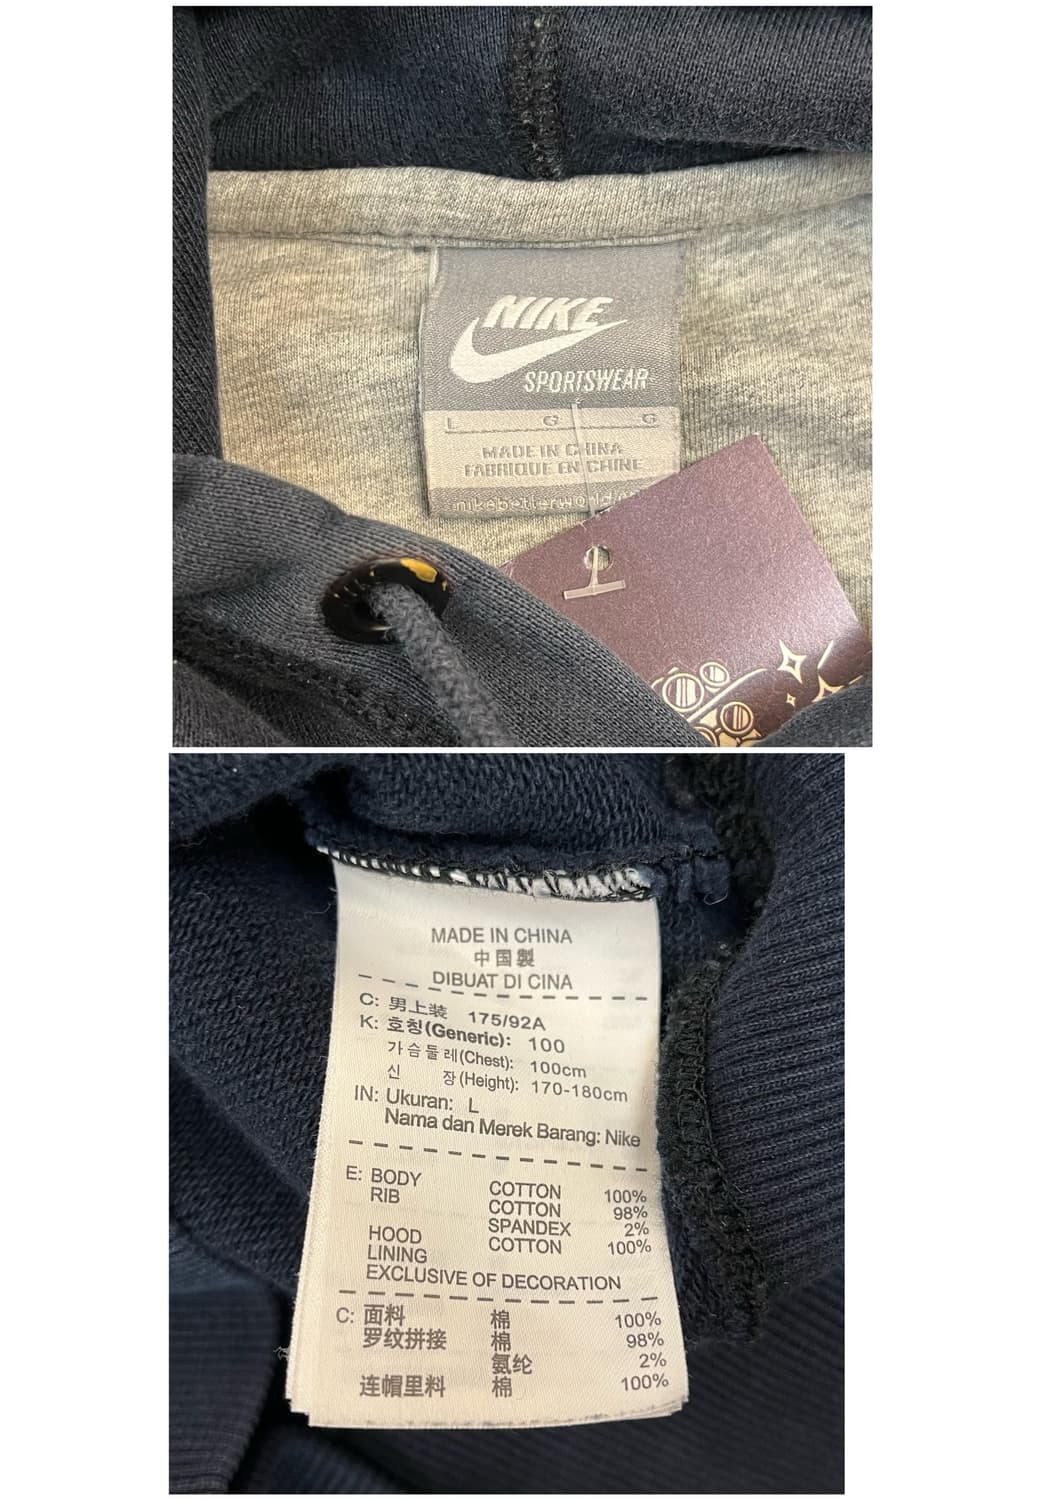 NIKE
SPORTSWEAR
L G G
MADE IN CHINA
FABRIQUE EN CHINE
MADE IN CHINA
中国製
DIBUAT DI CINA
C: 男上装 175/92A
K: 호칭(Generic): 100
가슴둘레(Chest): 100cm
신 장(Height): 170-180cm
IN: Ukuran: L
Nama dan Merek Barang: Nike
E: BODY COTTON 100%
RIB COTTON 98%
SPANDEX 2%
HOOD COTTON 100%
LINING
EXCLUSIVE OF DECORATION
C: 面料 棉 100%
罗纹拼接 棉 98%
氨纶 2%
连帽里料 棉 100%